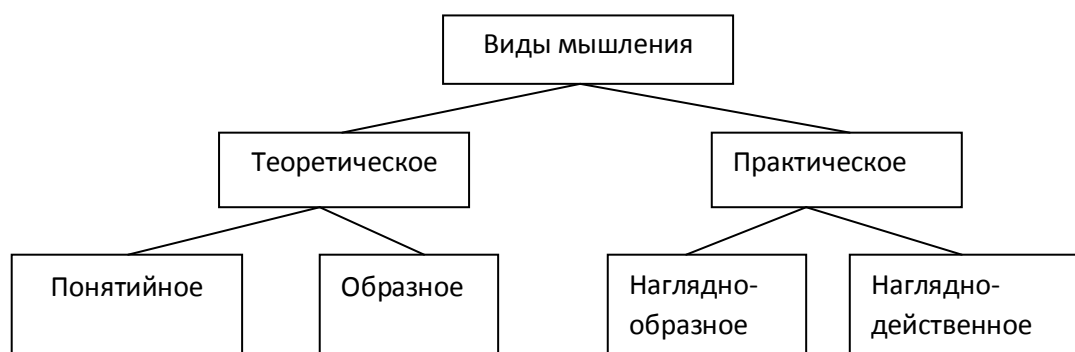 Виды мышления
Теоретическое
Практическое
Понятийное
Образное
Наглядно-
образное
Наглядно-
действенное